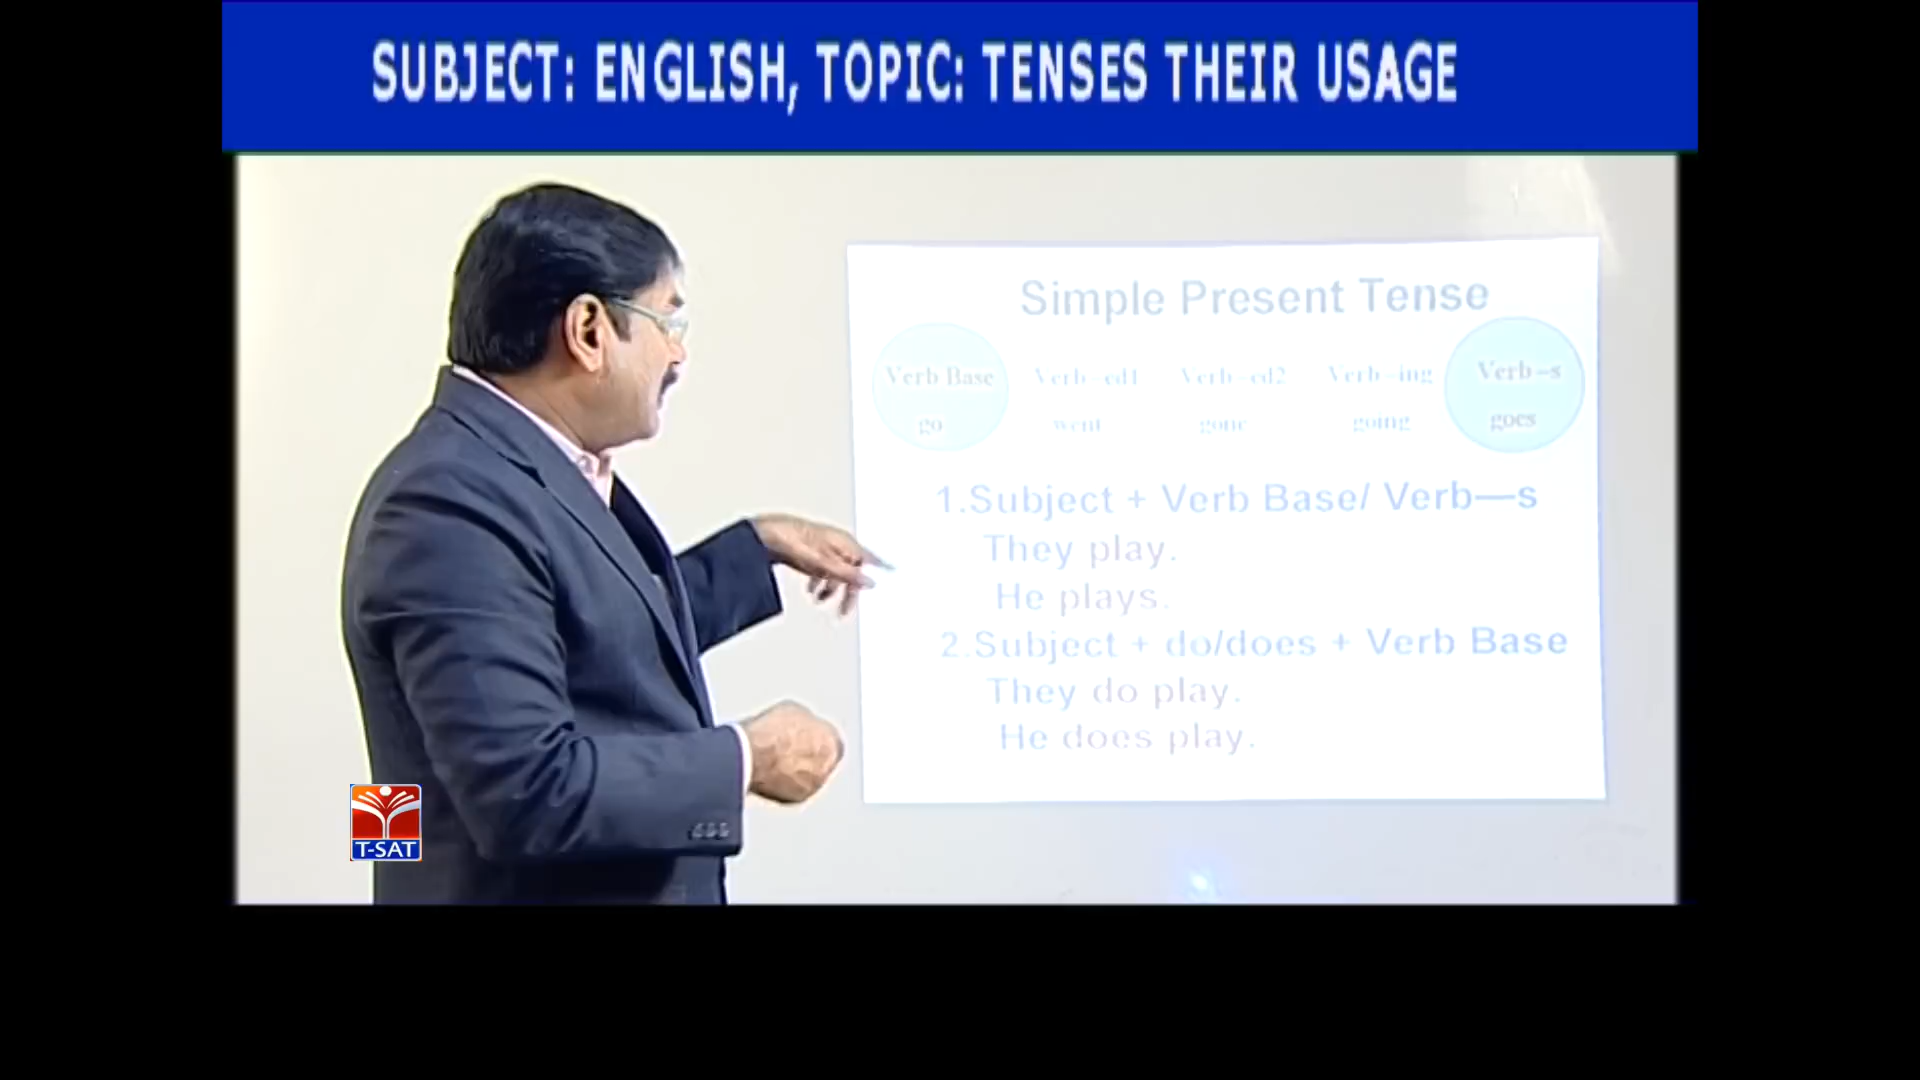 SUBJECT: ENGLISH, TOPIC: TENSES THEIR USAGE
Simple Present Tense
Verb Base Verb–ed1 Verb–ed2 Verb–ing Verb–s
go went gone going goes
1.Subject + Verb Base/ Verb—s
They play.
He plays.
2.Subject + do/does + Verb Base
They do play.
He does play.
T-SAT